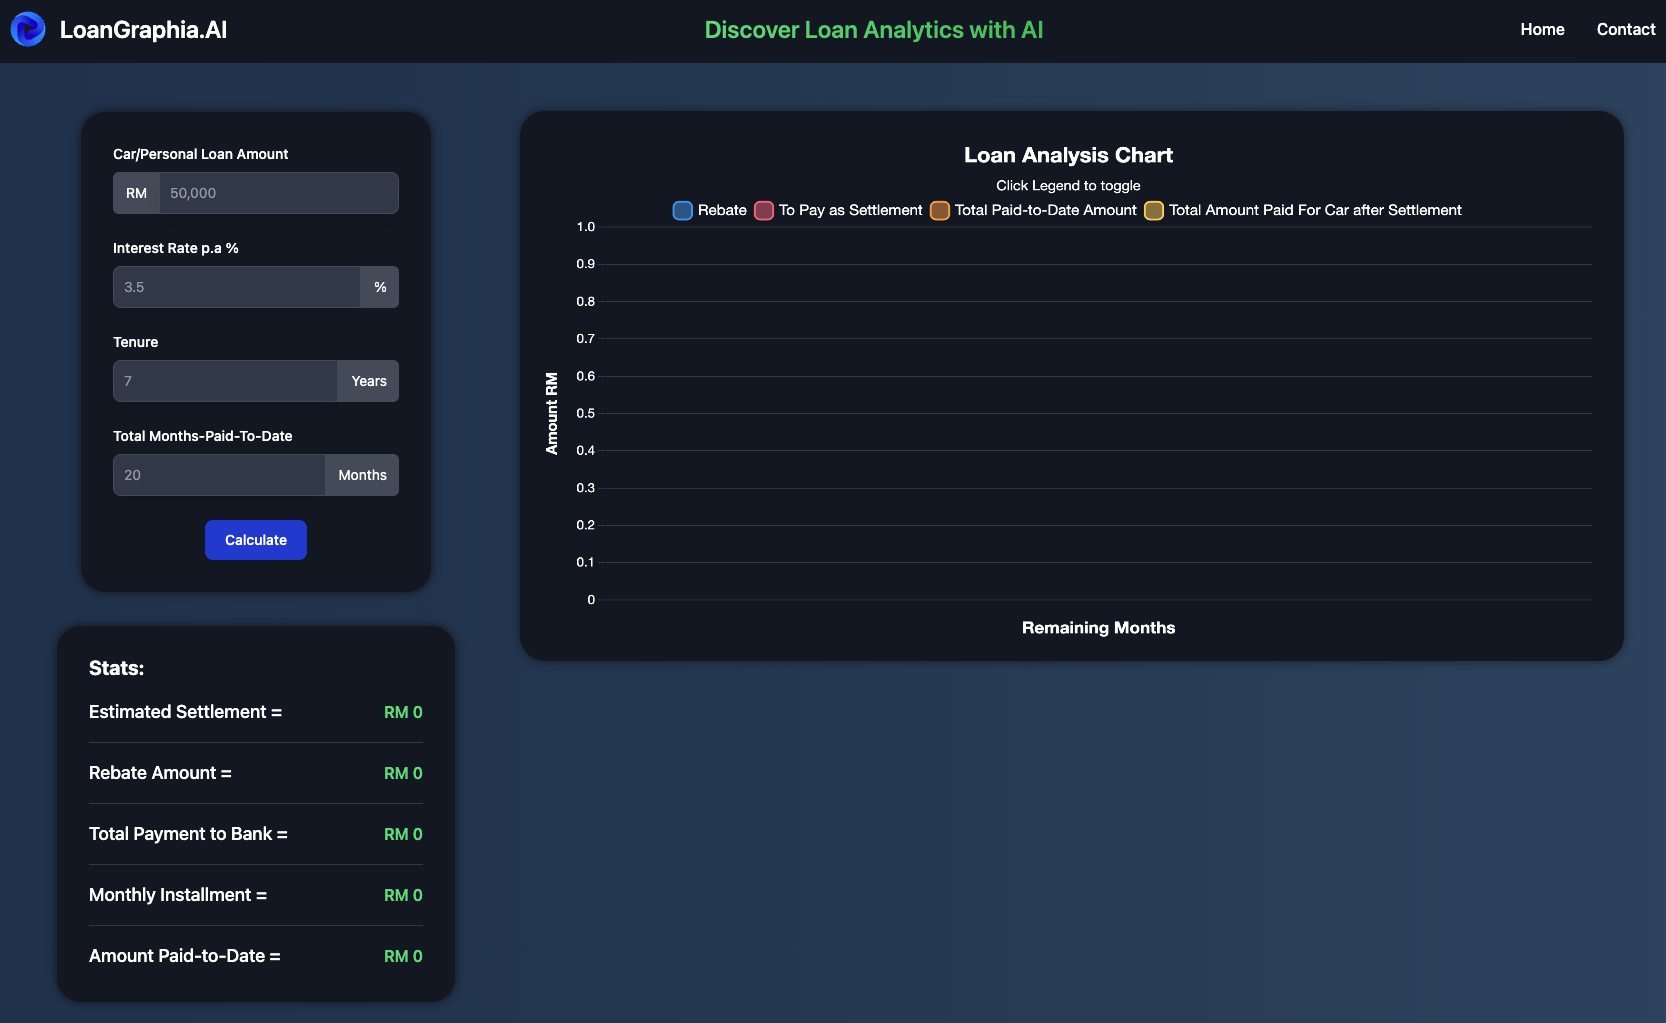 LoanGraphia.AI
Discover Loan Analytics with AI
Home
Contact
Car/Personal Loan Amount
RM 50,000
Interest Rate p.a %
3.5 %
Tenure
7 Years
Total Months-Paid-To-Date
20 Months
Calculate
Stats:
Estimated Settlement = RM 0
Rebate Amount = RM 0
Total Payment to Bank = RM 0
Monthly Installment = RM 0
Amount Paid-to-Date = RM 0
Loan Analysis Chart
Click Legend to toggle
Rebate To Pay as Settlement Total Paid-to-Date Amount Total Amount Paid For Car after Settlement
Amount RM
1.0
0.9
0.8
0.7
0.6
0.5
0.4
0.3
0.2
0.1
0
Remaining Months